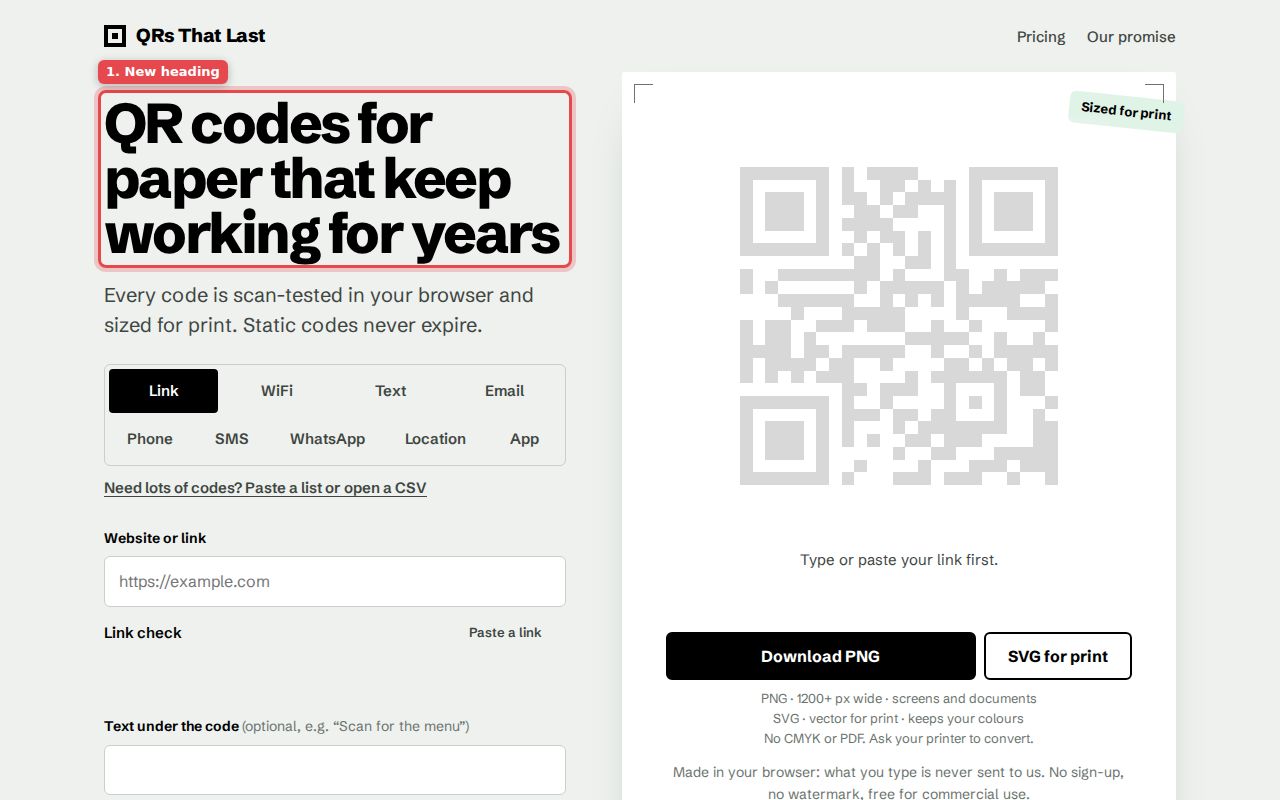 QRs That Last
Pricing
Our promise
1. New heading
QR codes for
paper that keep
working for years
Every code is scan-tested in your browser and
sized for print. Static codes never expire.
Link
WiFi
Text
Email
Phone
SMS
WhatsApp
Location
App
Need lots of codes? Paste a list or open a CSV
Website or link
https://example.com
Link check
Paste a link
Text under the code (optional, e.g. “Scan for the menu”)
Sized for print
Type or paste your link first.
Download PNG
SVG for print
PNG · 1200+ px wide · screens and documents
SVG · vector for print · keeps your colours
No CMYK or PDF. Ask your printer to convert.
Made in your browser: what you type is never sent to us. No sign-up,
no watermark, free for commercial use.